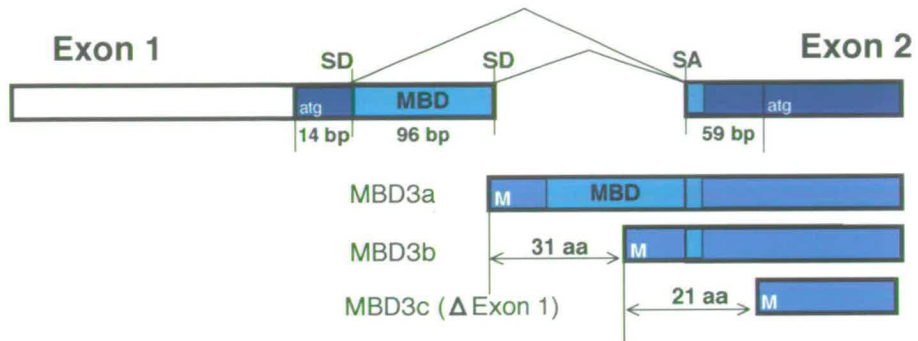 Exon 1
Exon 2
SD
SD
SA
atg
MBD
atg
14 bp
96 bp
59 bp
MBD3a
M
MBD
MBD3b
31 aa
M
MBD3c (Δ Exon 1)
21 aa
M